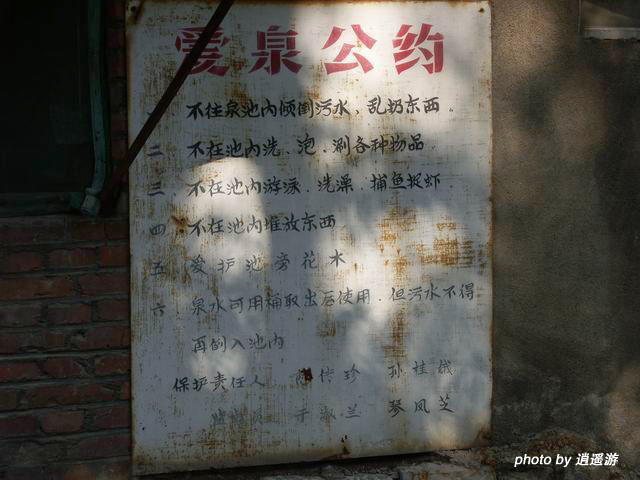 爱泉公约
一 不往泉池内倾倒污水、乱扔东西。
二 不在池内洗、泡、涮各种物品
三 不在池内游泳、洗澡、捕鱼捉虾
四 不在池内堆放东西
五 爱护池旁花木
六 泉水可用桶取出后使用.但污水不得
再倒入池内
保护责任人 珍 孙桂
淑兰 琴凤芝
photo by 逍遥游